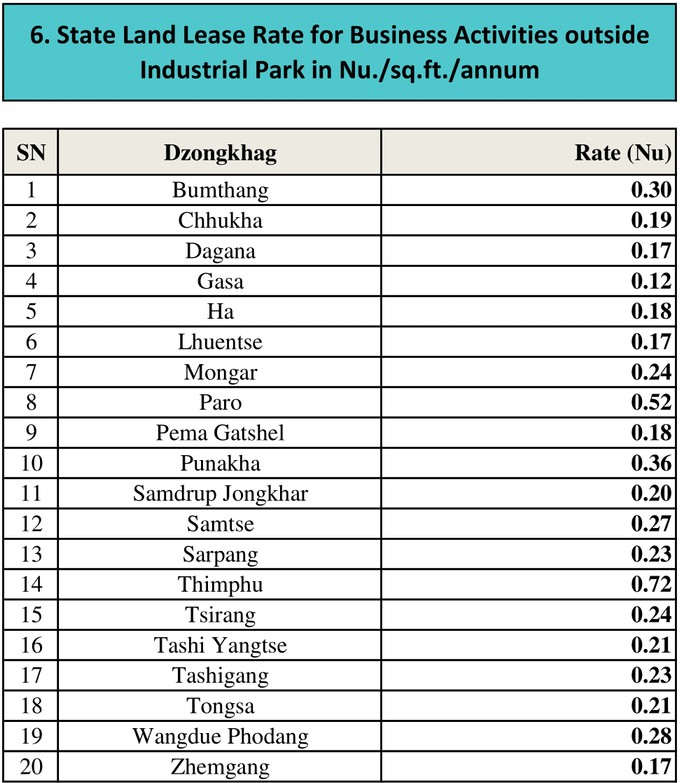 6. State Land Lease Rate for Business Activities outside
Industrial Park in Nu./sq.ft./annum
SN Dzongkhag Rate (Nu)
1 Bumthang 0.30
2 Chhukha 0.19
3 Dagana 0.17
4 Gasa 0.12
5 Ha 0.18
6 Lhuentse 0.17
7 Mongar 0.24
8 Paro 0.52
9 Pema Gatshel 0.18
10 Punakha 0.36
11 Samdrup Jongkhar 0.20
12 Samtse 0.27
13 Sarpang 0.23
14 Thimphu 0.72
15 Tsirang 0.24
16 Tashi Yangtse 0.21
17 Tashigang 0.23
18 Tongsa 0.21
19 Wangdue Phodang 0.28
20 Zhemgang 0.17